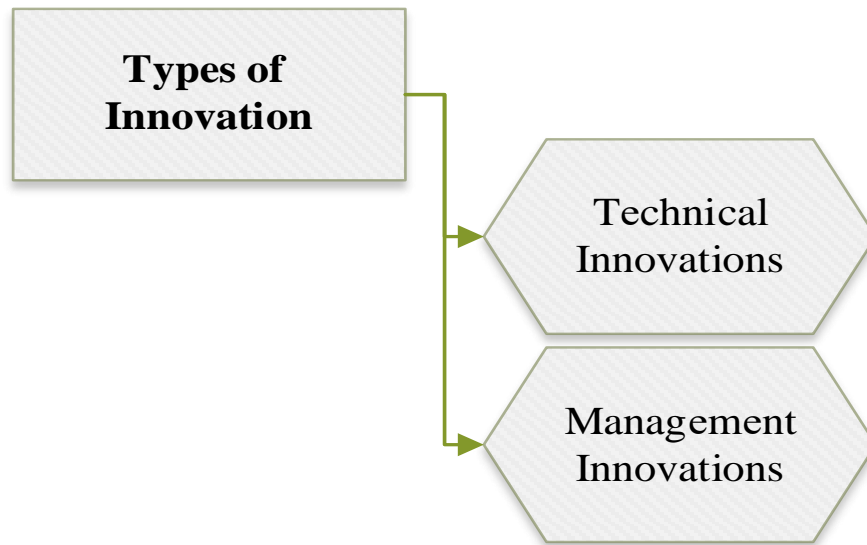 Types of
Innovation
Technical
Innovations
Management
Innovations